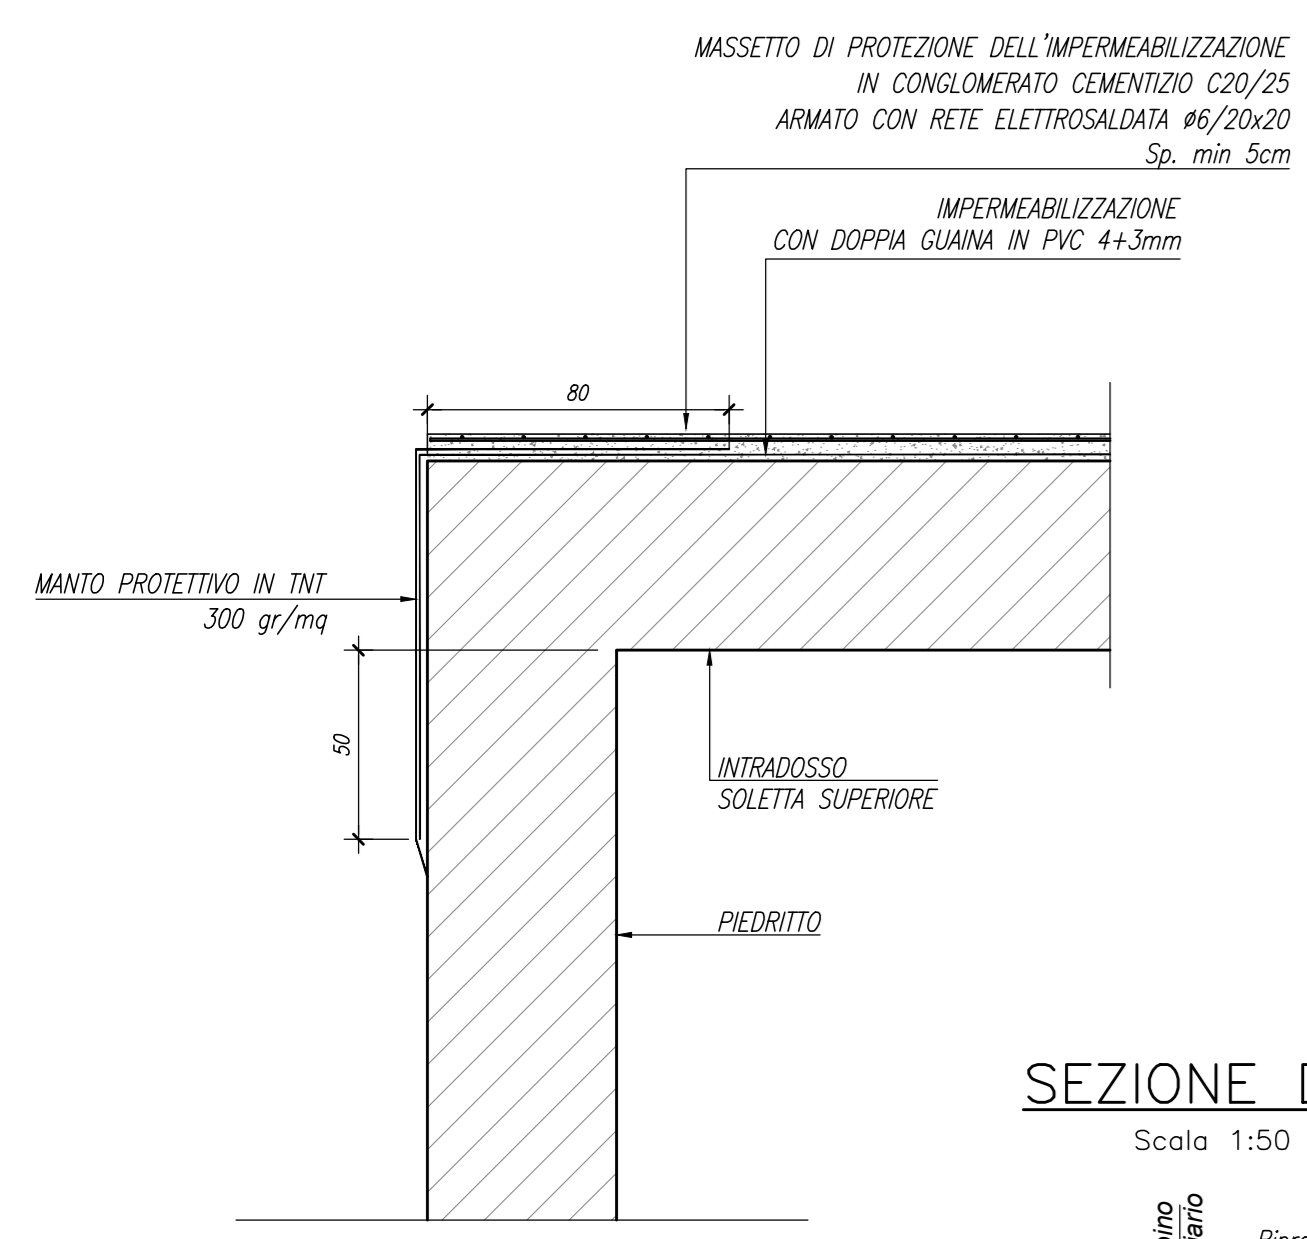 MASSETTO DI PROTEZIONE DELL'IMPERMEABILIZZAZIONE
IN CONGLOMERATO CEMENTIZIO C20/25
ARMATO CON RETE ELETTROSALDATA ø6/20x20
Sp. min 5cm
IMPERMEABILIZZAZIONE
CON DOPPIA GUAINA IN PVC 4+3mm
80
MANTO PROTETTIVO IN TNT
300 gr/mq
50
INTRADOSSO
SOLETTA SUPERIORE
PIEDRITTO
SEZIONE
Scala 1:50